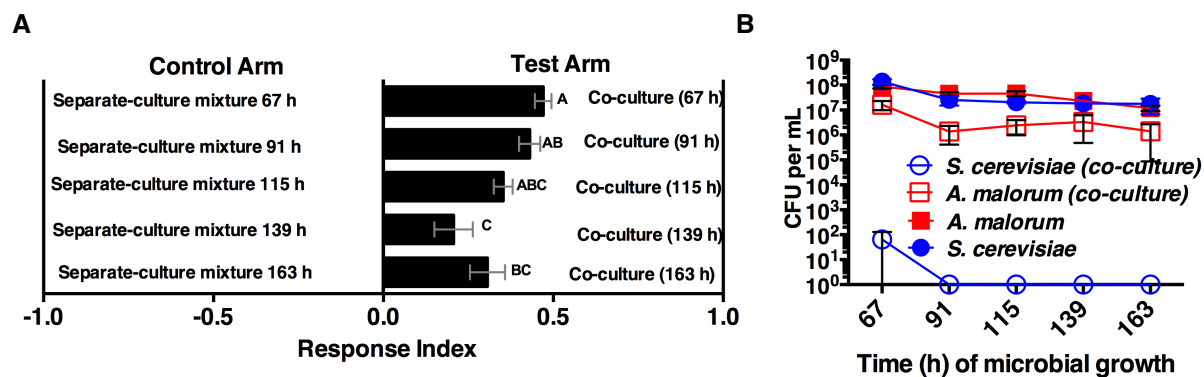 A
Control Arm
Test Arm
Separate-culture mixture 67 h
A
Co-culture (67 h)
Separate-culture mixture 91 h
AB
Co-culture (91 h)
Separate-culture mixture 115 h
ABC
Co-culture (115 h)
Separate-culture mixture 139 h
C
Co-culture (139 h)
Separate-culture mixture 163 h
BC
Co-culture (163 h)
-1.0
-0.5
0.0
0.5
1.0
Response Index
B
CFU per mL
10⁹
10⁸
10⁷
10⁶
10⁵
10⁴
10³
10²
10¹
10⁰
S. cerevisiae (co-culture)
A. malorum (co-culture)
A. malorum
S. cerevisiae
67
91
115
139
163
Time (h) of microbial growth